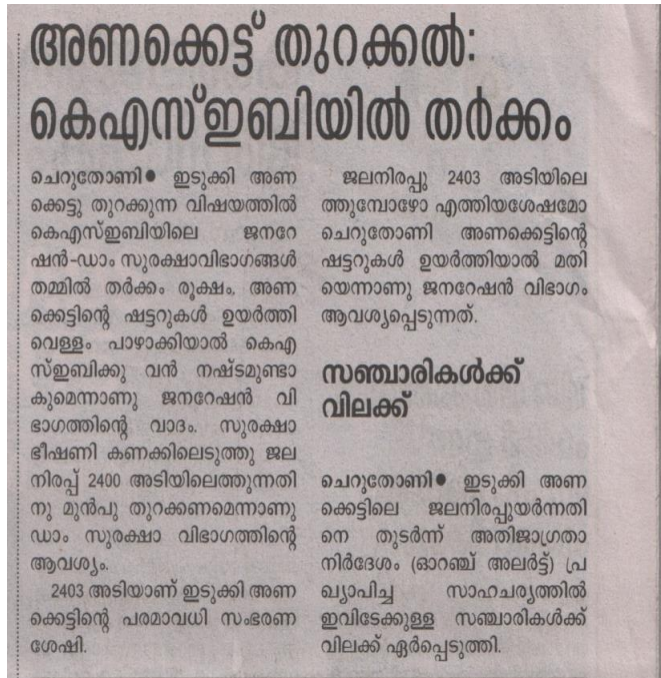 അണക്കെട്ട് തുറക്കൽ:
കെഎസ്ഇബിയിൽ തർക്കം
ചെറുതോണി● ഇടുക്കി അണ
ക്കെട്ടു തുറക്കുന്ന വിഷയത്തിൽ
കെഎസ്ഇബിയിലെ ജനറേ
ഷൻ-ഡാം സുരക്ഷാവിഭാഗങ്ങൾ
തമ്മിൽ തർക്കം രൂക്ഷം. അണ
ക്കെട്ടിന്റെ ഷട്ടറുകൾ ഉയർത്തി
വെള്ളം പാഴാക്കിയാൽ കെഎ
സ്ഇബിക്കു വൻ നഷ്ടമുണ്ടാ
കുമെന്നാണു ജനറേഷൻ വി
ഭാഗത്തിന്റെ വാദം. സുരക്ഷാ
ഭീഷണി കണക്കിലെടുത്തു ജല
നിരപ്പ് 2400 അടിയിലെത്തുന്നതി
നു മുൻപു തുറക്കണമെന്നാണു
ഡാം സുരക്ഷാ വിഭാഗത്തിന്റെ
ആവശ്യം.
2403 അടിയാണ് ഇടുക്കി അണ
ക്കെട്ടിന്റെ പരമാവധി സംഭരണ
ശേഷി.
ജലനിരപ്പു 2403 അടിയിലെ
ത്തുമ്പോഴോ എത്തിയശേഷമോ
ചെറുതോണി അണക്കെട്ടിന്റെ
ഷട്ടറുകൾ ഉയർത്തിയാൽ മതി
യെന്നാണു ജനറേഷൻ വിഭാഗം
ആവശ്യപ്പെടുന്നത്.
സഞ്ചാരികൾക്ക്
വിലക്ക്
ചെറുതോണി● ഇടുക്കി അണ
ക്കെട്ടിലെ ജലനിരപ്പുയർന്നതി
നെ തുടർന്ന് അതിജാഗ്രതാ
നിർദേശം (ഓറഞ്ച് അലർട്ട്) പ്ര
ഖ്യാപിച്ച സാഹചര്യത്തിൽ
ഇവിടേക്കുള്ള സഞ്ചാരികൾക്ക്
വിലക്ക് ഏർപ്പെടുത്തി.